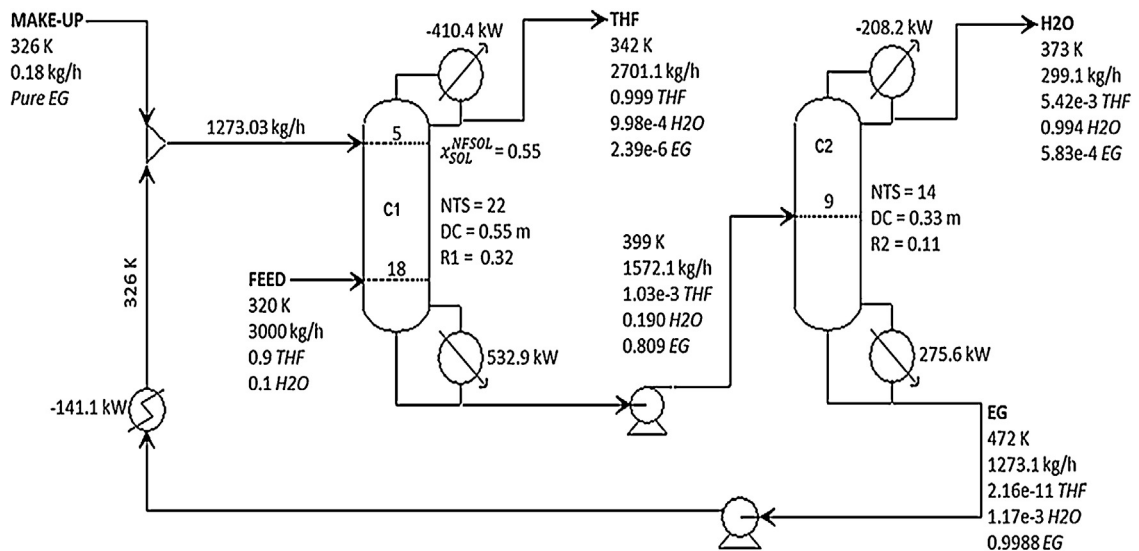 MAKE-UP
326 K
0.18 kg/h
Pure EG
1273.03 kg/h
326 K
-141.1 kW
FEED
320 K
3000 kg/h
0.9 THF
0.1 H2O
5
C1
18
-410.4 kW
x_SOL^NFSOL = 0.55
NTS = 22
DC = 0.55 m
R1 = 0.32
532.9 kW
THF
342 K
2701.1 kg/h
0.999 THF
9.98e-4 H2O
2.39e-6 EG
399 K
1572.1 kg/h
1.03e-3 THF
0.190 H2O
0.809 EG
C2
9
-208.2 kW
NTS = 14
DC = 0.33 m
R2 = 0.11
275.6 kW
H2O
373 K
299.1 kg/h
5.42e-3 THF
0.994 H2O
5.83e-4 EG
EG
472 K
1273.1 kg/h
2.16e-11 THF
1.17e-3 H2O
0.9988 EG